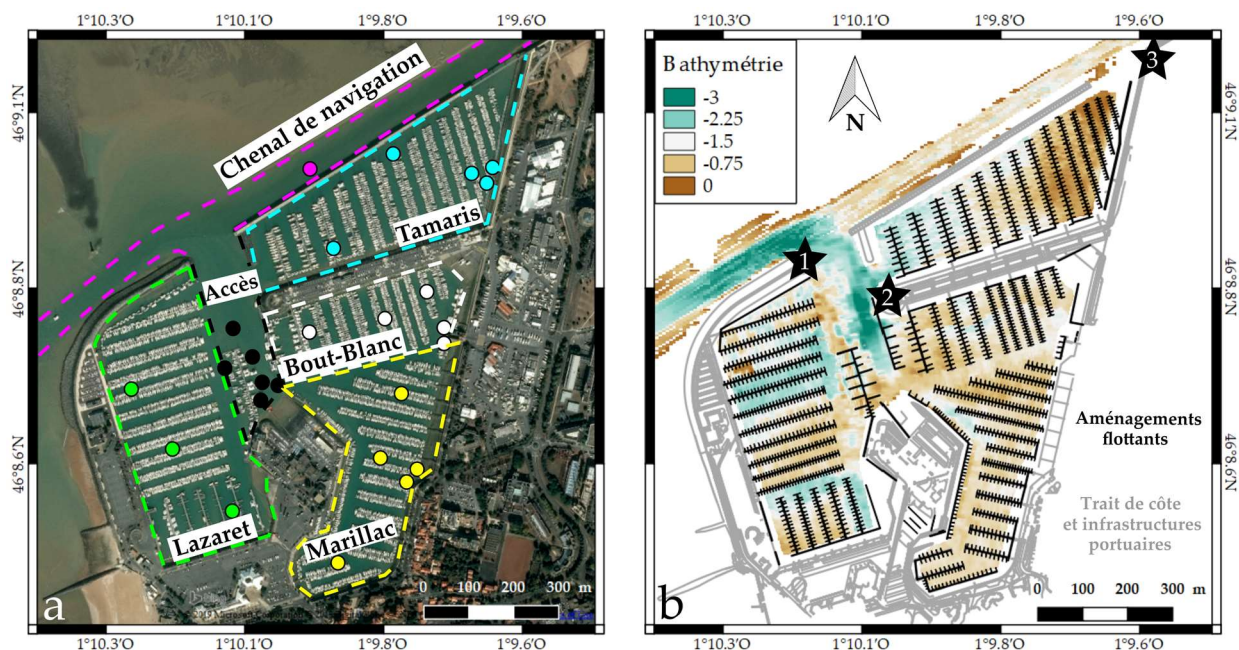 1°10.3'O 1°10.1'O 1°9.8'O 1°9.6'O
46°9.1'N
46°8.8'N
46°8.6'N
Chenal de navigation
Tamaris
Accès
Bout-Blanc
Lazaret
Marillac
0 100 200 300 m
a
1°10.3'O 1°10.1'O 1°9.8'O 1°9.6'O
1°10.3'O 1°10.1'O 1°9.8'O 1°9.6'O
Bathymétrie
-3
-2.25
-1.5
-0.75
0
N
3
1
2
46°9.1'N
46°8.8'N
46°8.6'N
Aménagements
flottants
Trait de côte
et infrastructures
portuaires
0 100 200 300 m
b
1°10.3'O 1°10.1'O 1°9.8'O 1°9.6'O